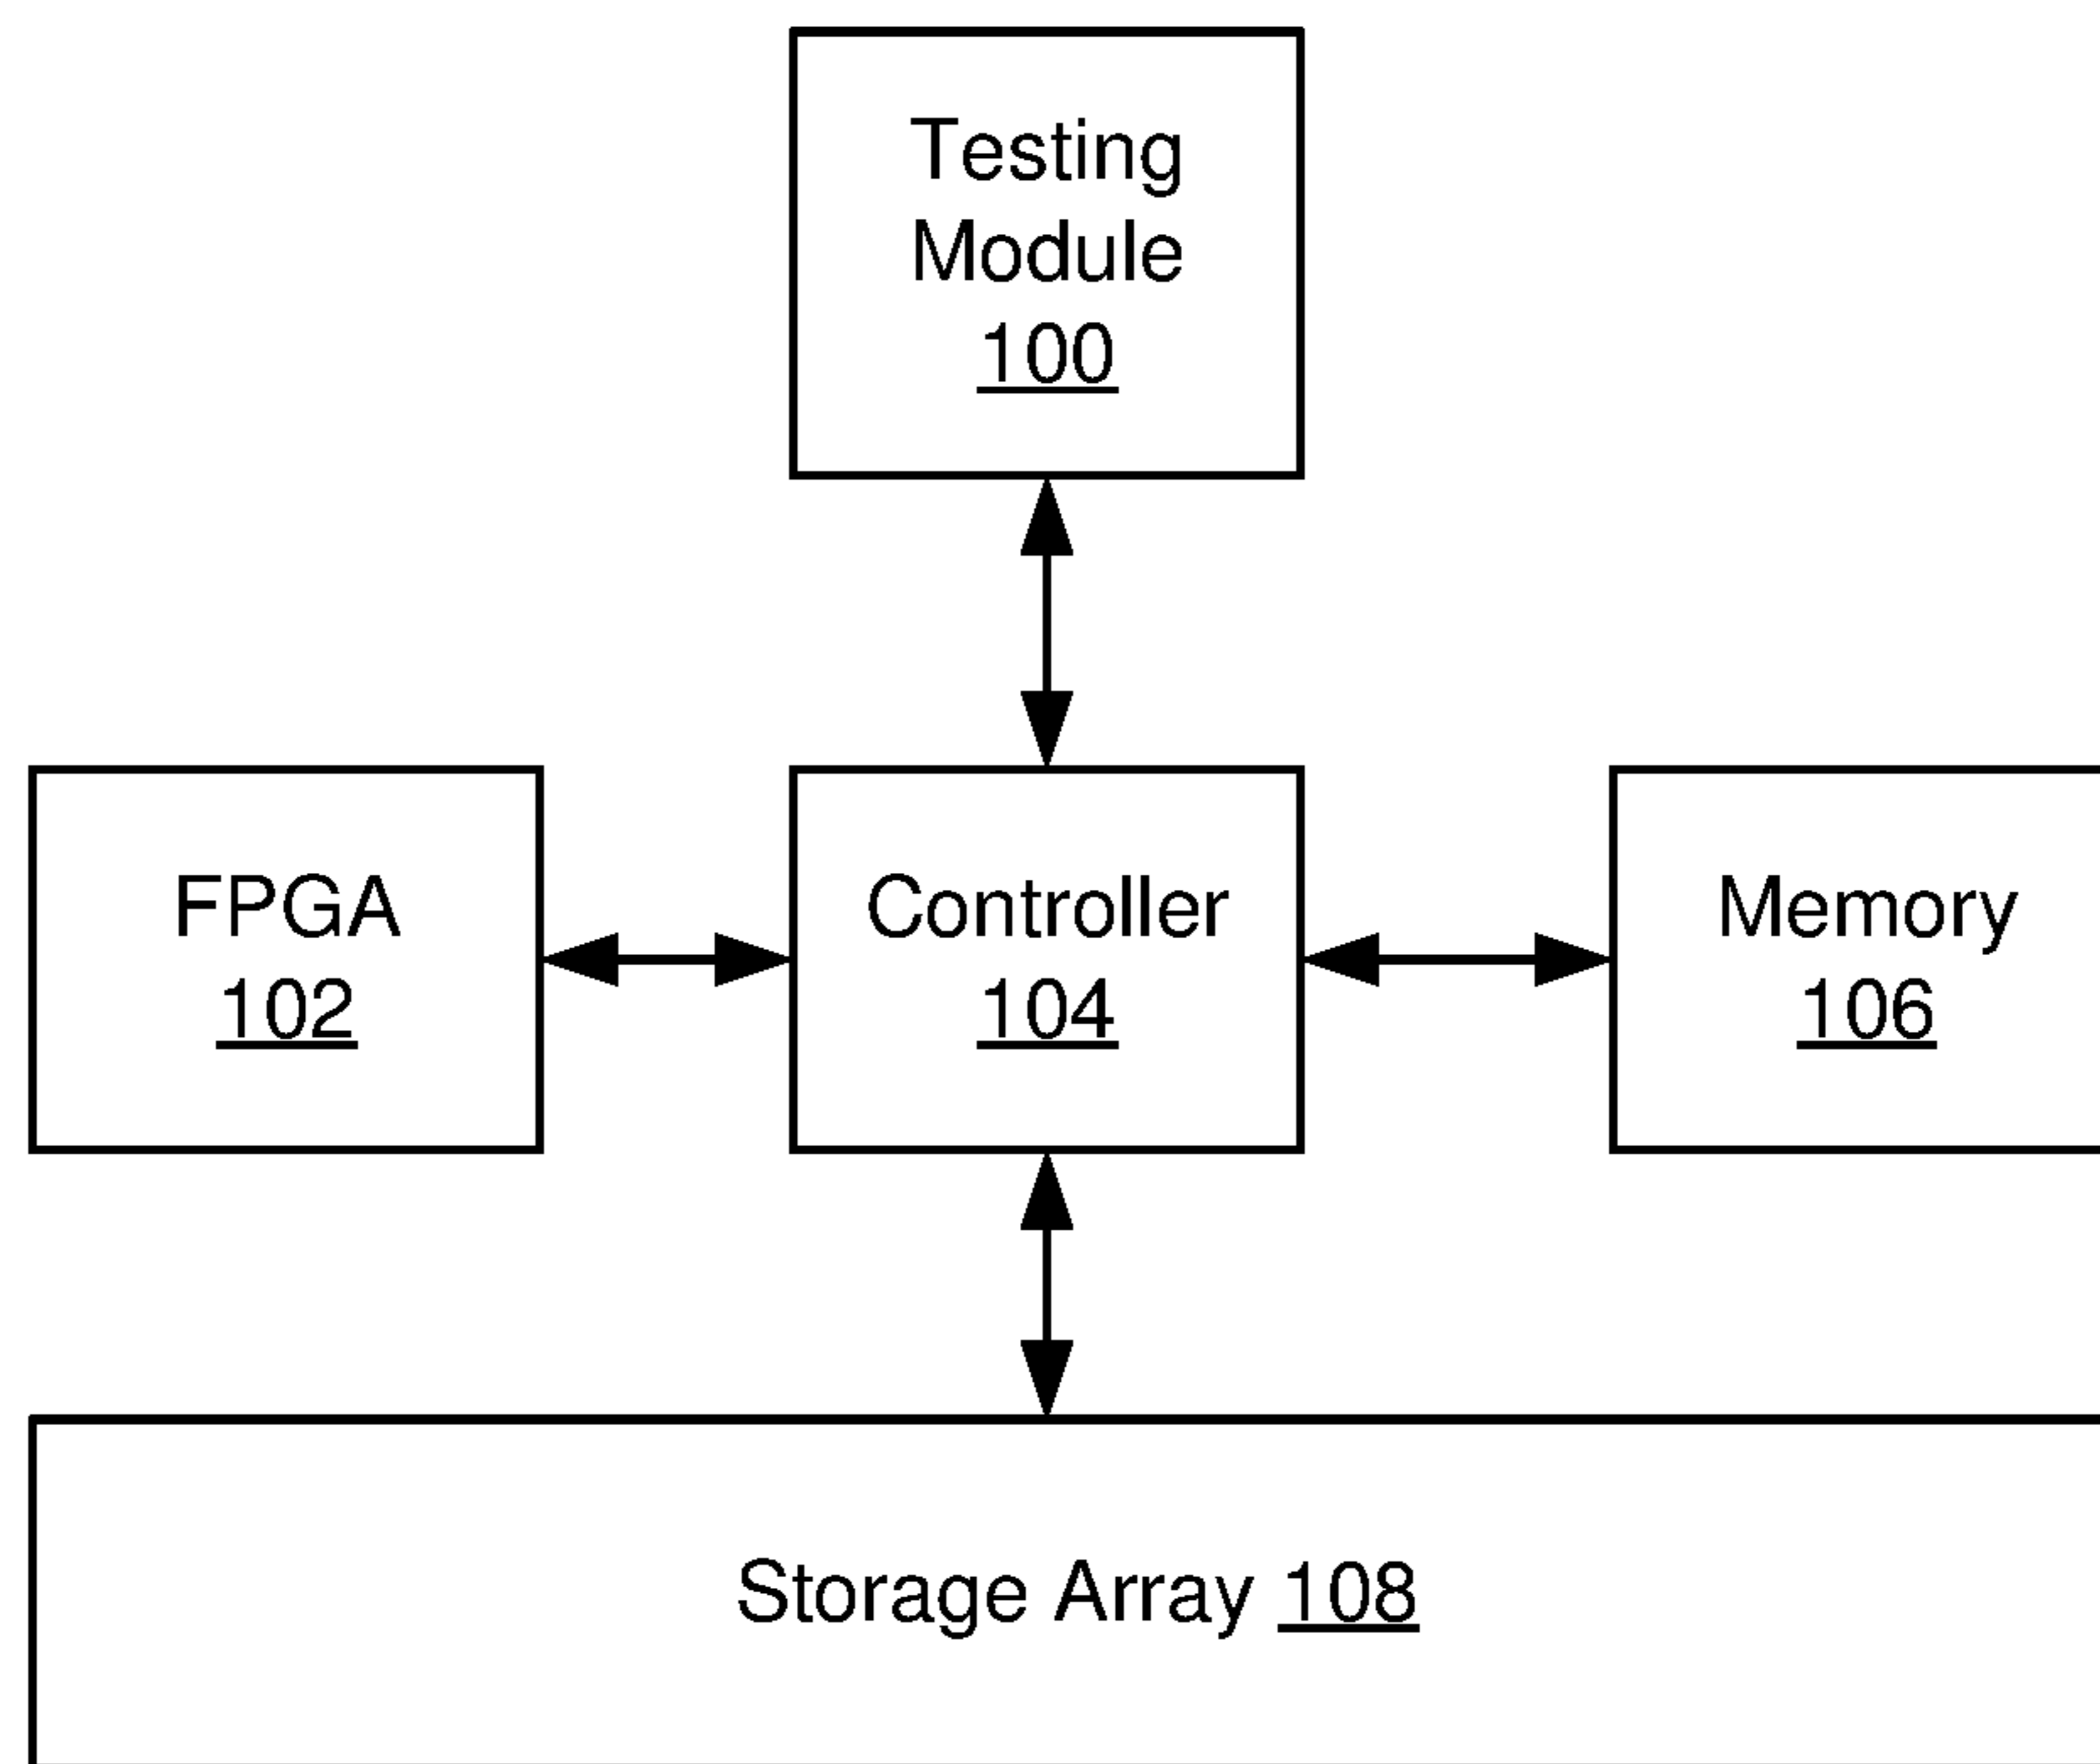 Testing
Module
100
FPGA
102
Controller
104
Memory
106
Storage Array 108